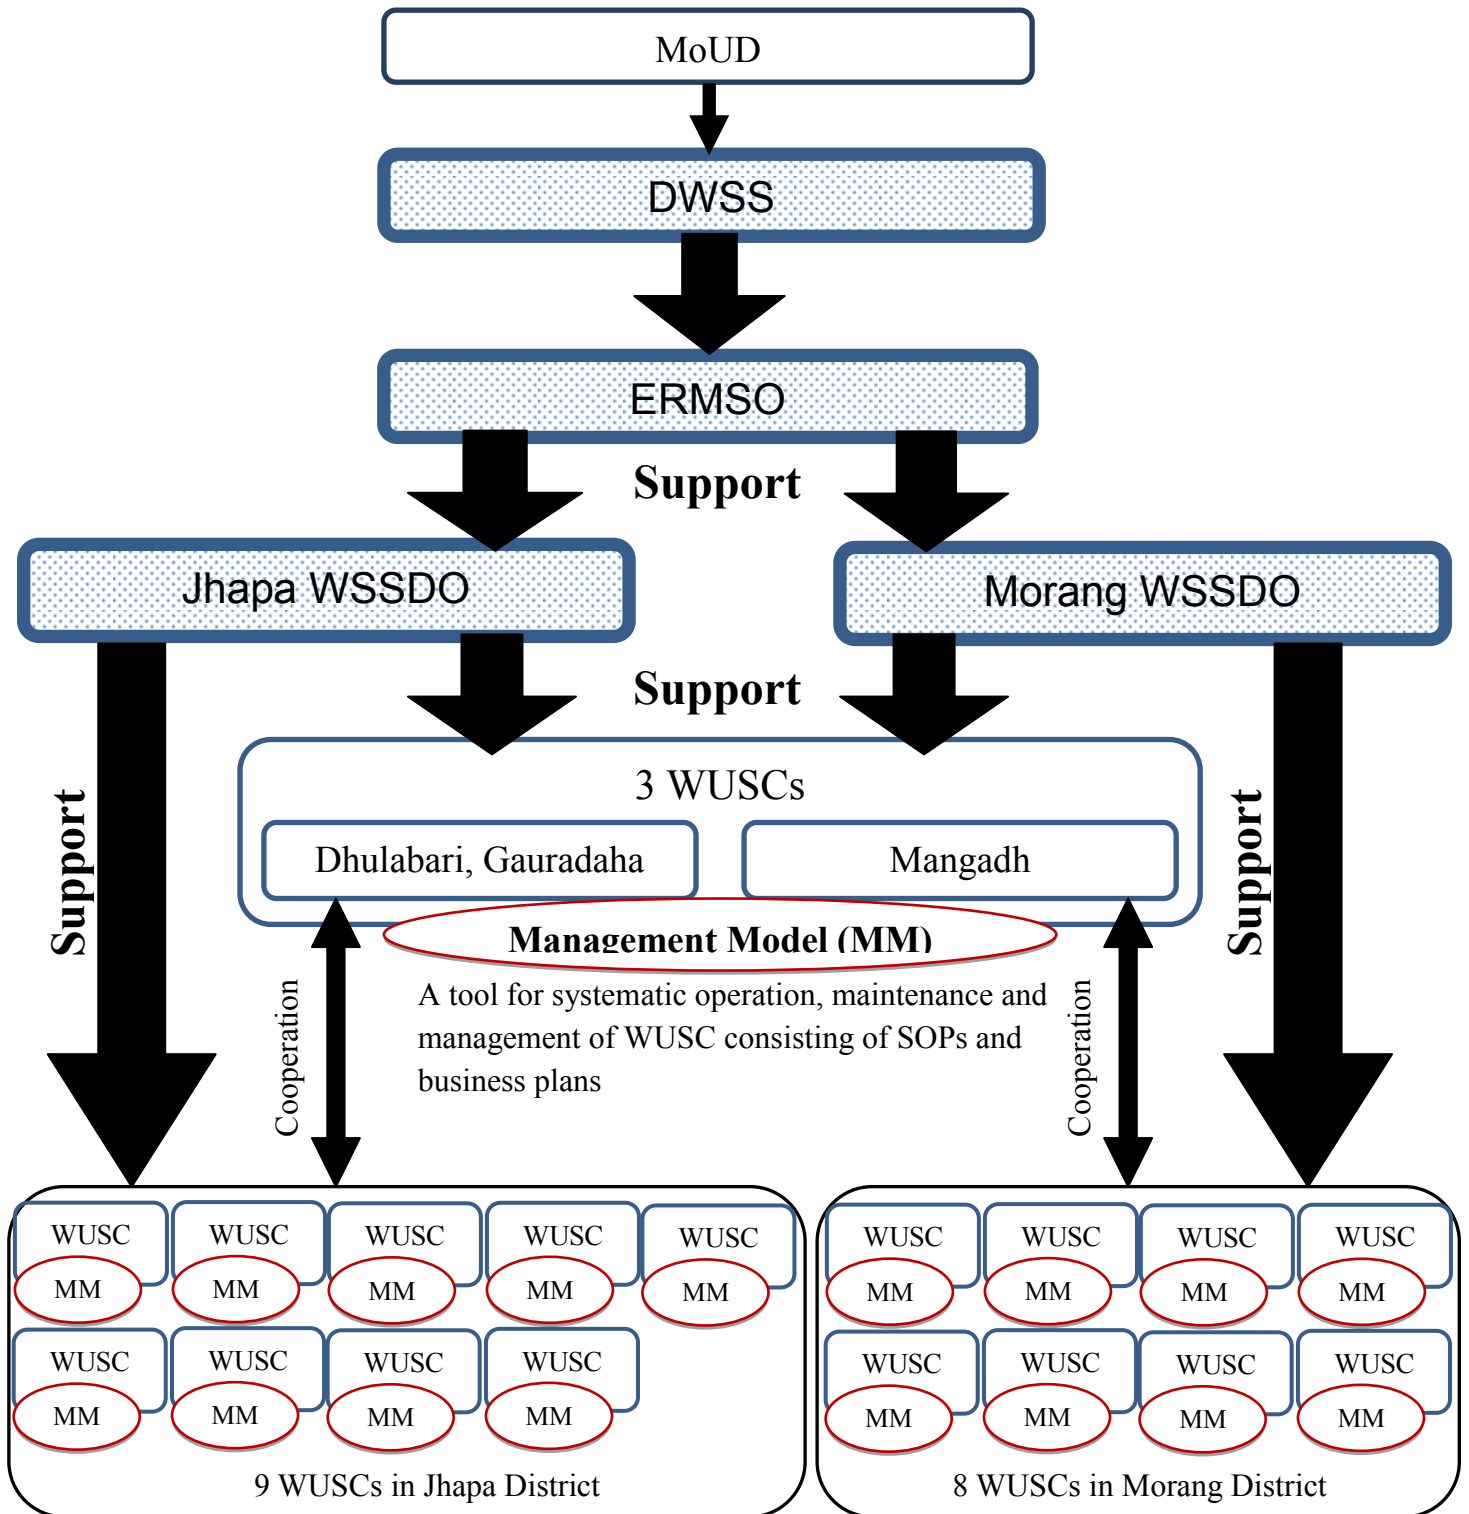 MoUD
DWSS
ERMSO
Support
Jhapa WSSDO
Morang WSSDO
Support
3 WUSCs
Support
Support
Dhulabari, Gauradaha
Mangadh
Management Model (MM)
A tool for systematic operation, maintenance and
management of WUSC consisting of SOPs and
business plans
Cooperation
Cooperation
WUSC
WUSC
WUSC
WUSC
WUSC
MM
MM
MM
MM
MM
WUSC
WUSC
WUSC
WUSC
MM
MM
MM
MM
9 WUSCs in Jhapa District
WUSC
WUSC
WUSC
WUSC
MM
MM
MM
MM
WUSC
WUSC
WUSC
WUSC
MM
MM
MM
MM
8 WUSCs in Morang District